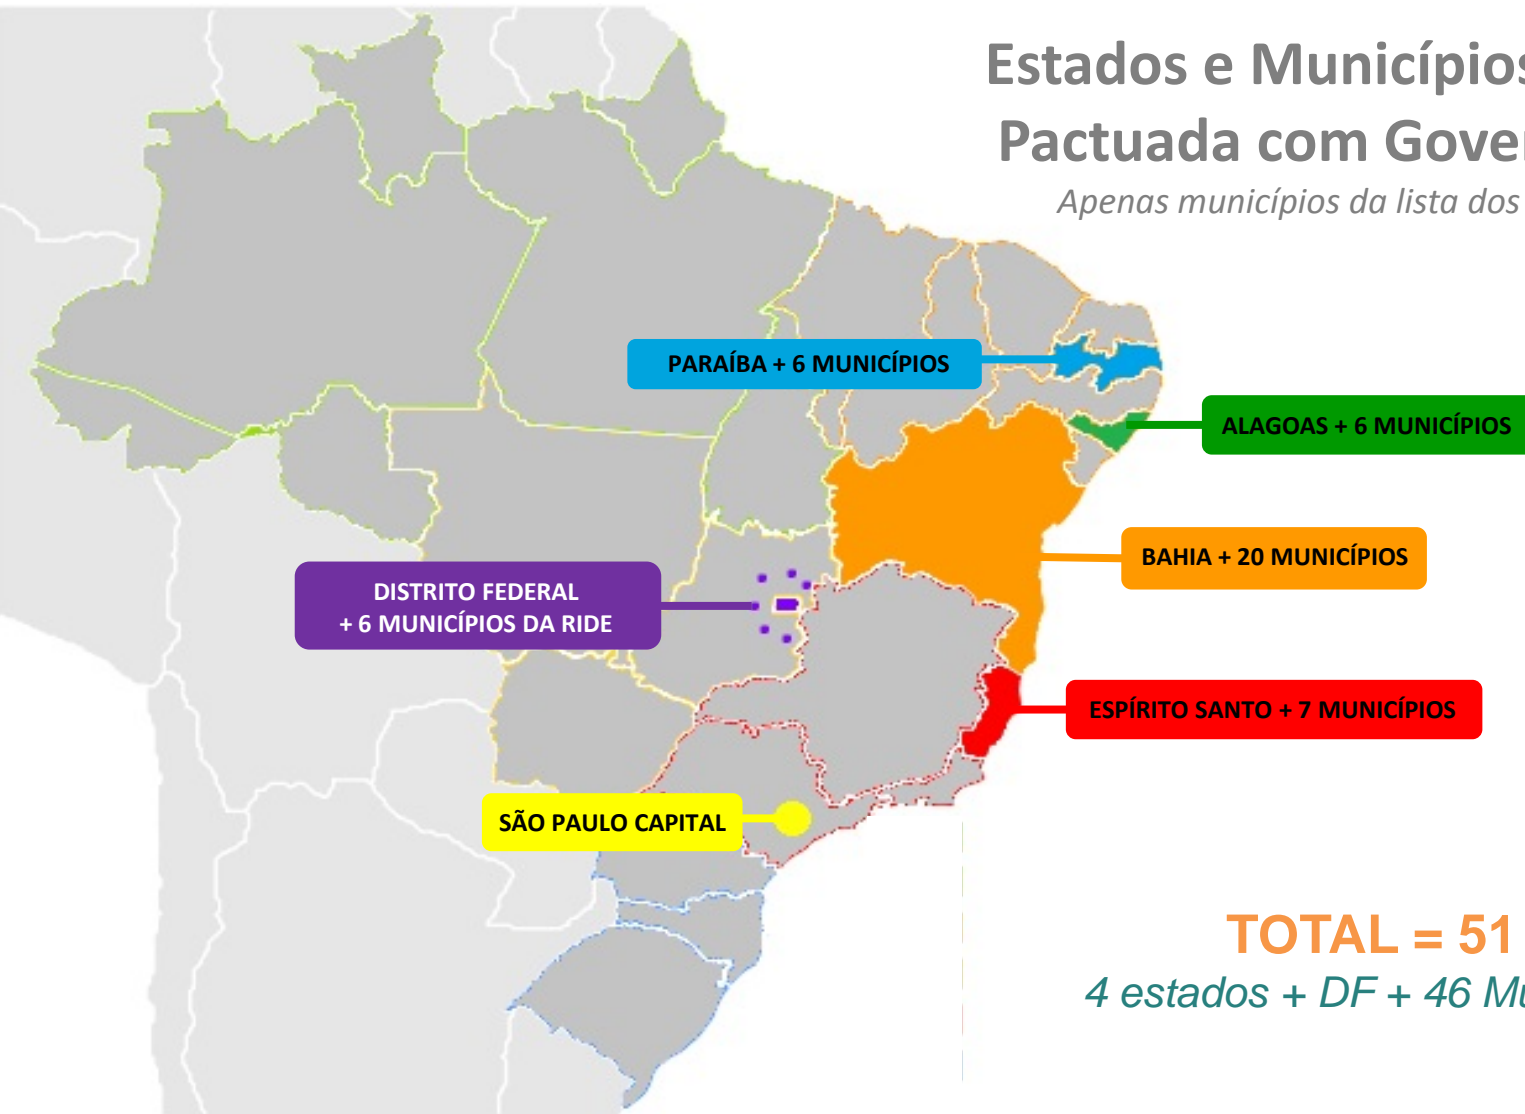 Estados e Municípios
Pactuada com
Apenas municípios da lista dos
PARAÍBA + 6 MUNICÍPIOS
ALAGOAS + 6 MUNICÍPIOS
BAHIA + 20 MUNICÍPIOS
DISTRITO FEDERAL
+ 6 MUNICÍPIOS DA RIDE
ESPÍRITO SANTO + 7 MUNICÍPIOS
SÃO PAULO CAPITAL
TOTAL = 51
4 estados + DF + 46